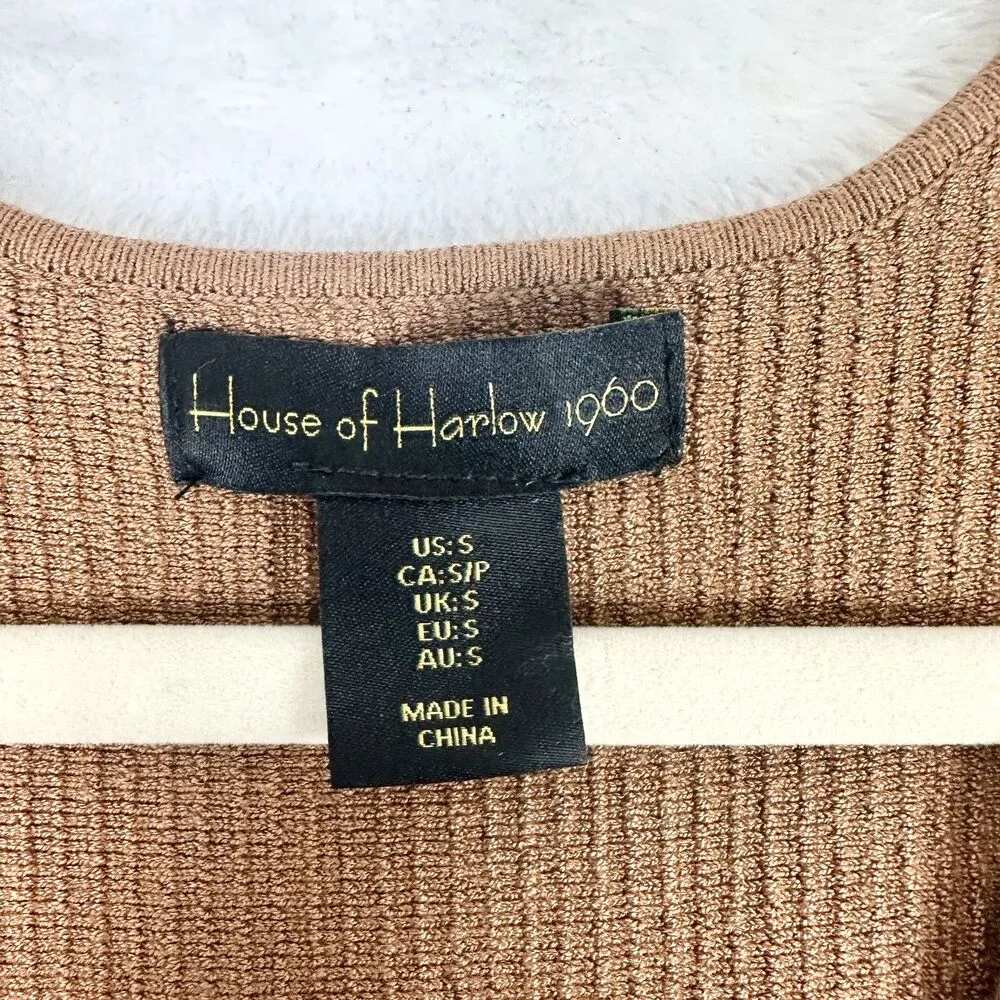 House of Harlow 1960
US: S
CA: S/P
UK: S
EU: S
AU: S
MADE IN
CHINA